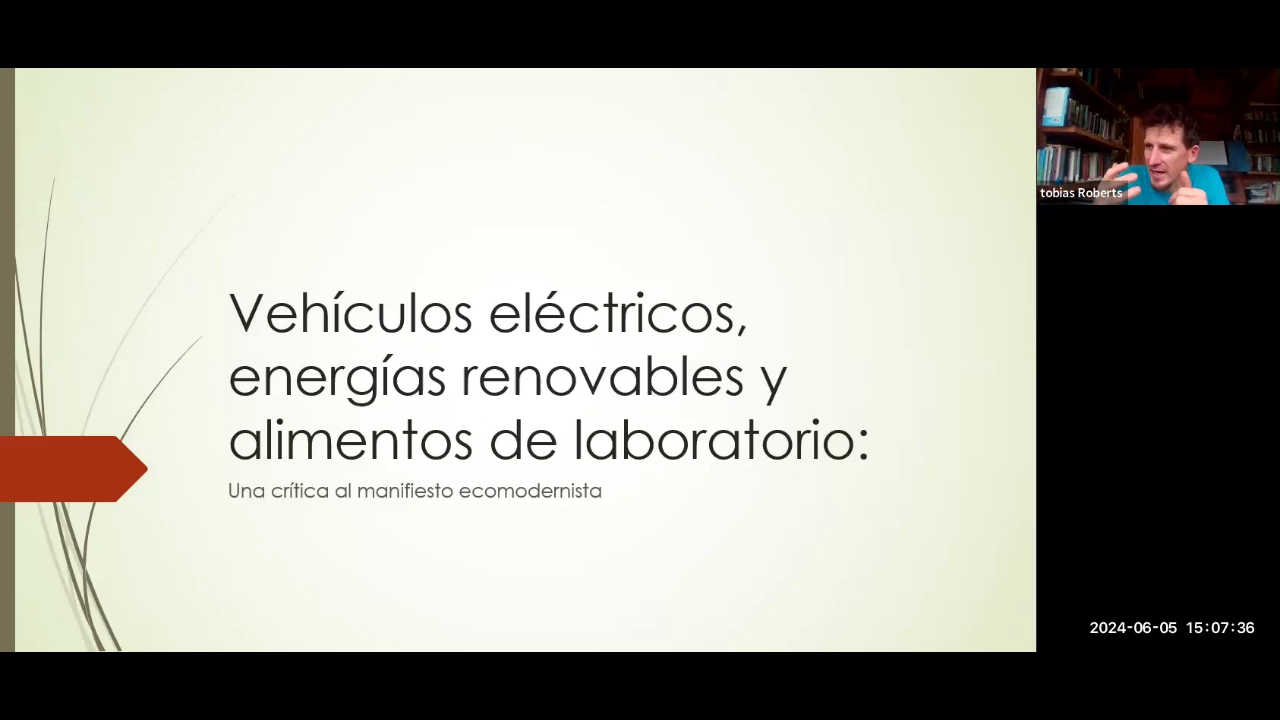 Vehículos eléctricos,
energías renovables y
alimentos de laboratorio:
Una crítica al manifiesto ecomodernista
tobias Roberts
2024-06-05 15:07:36